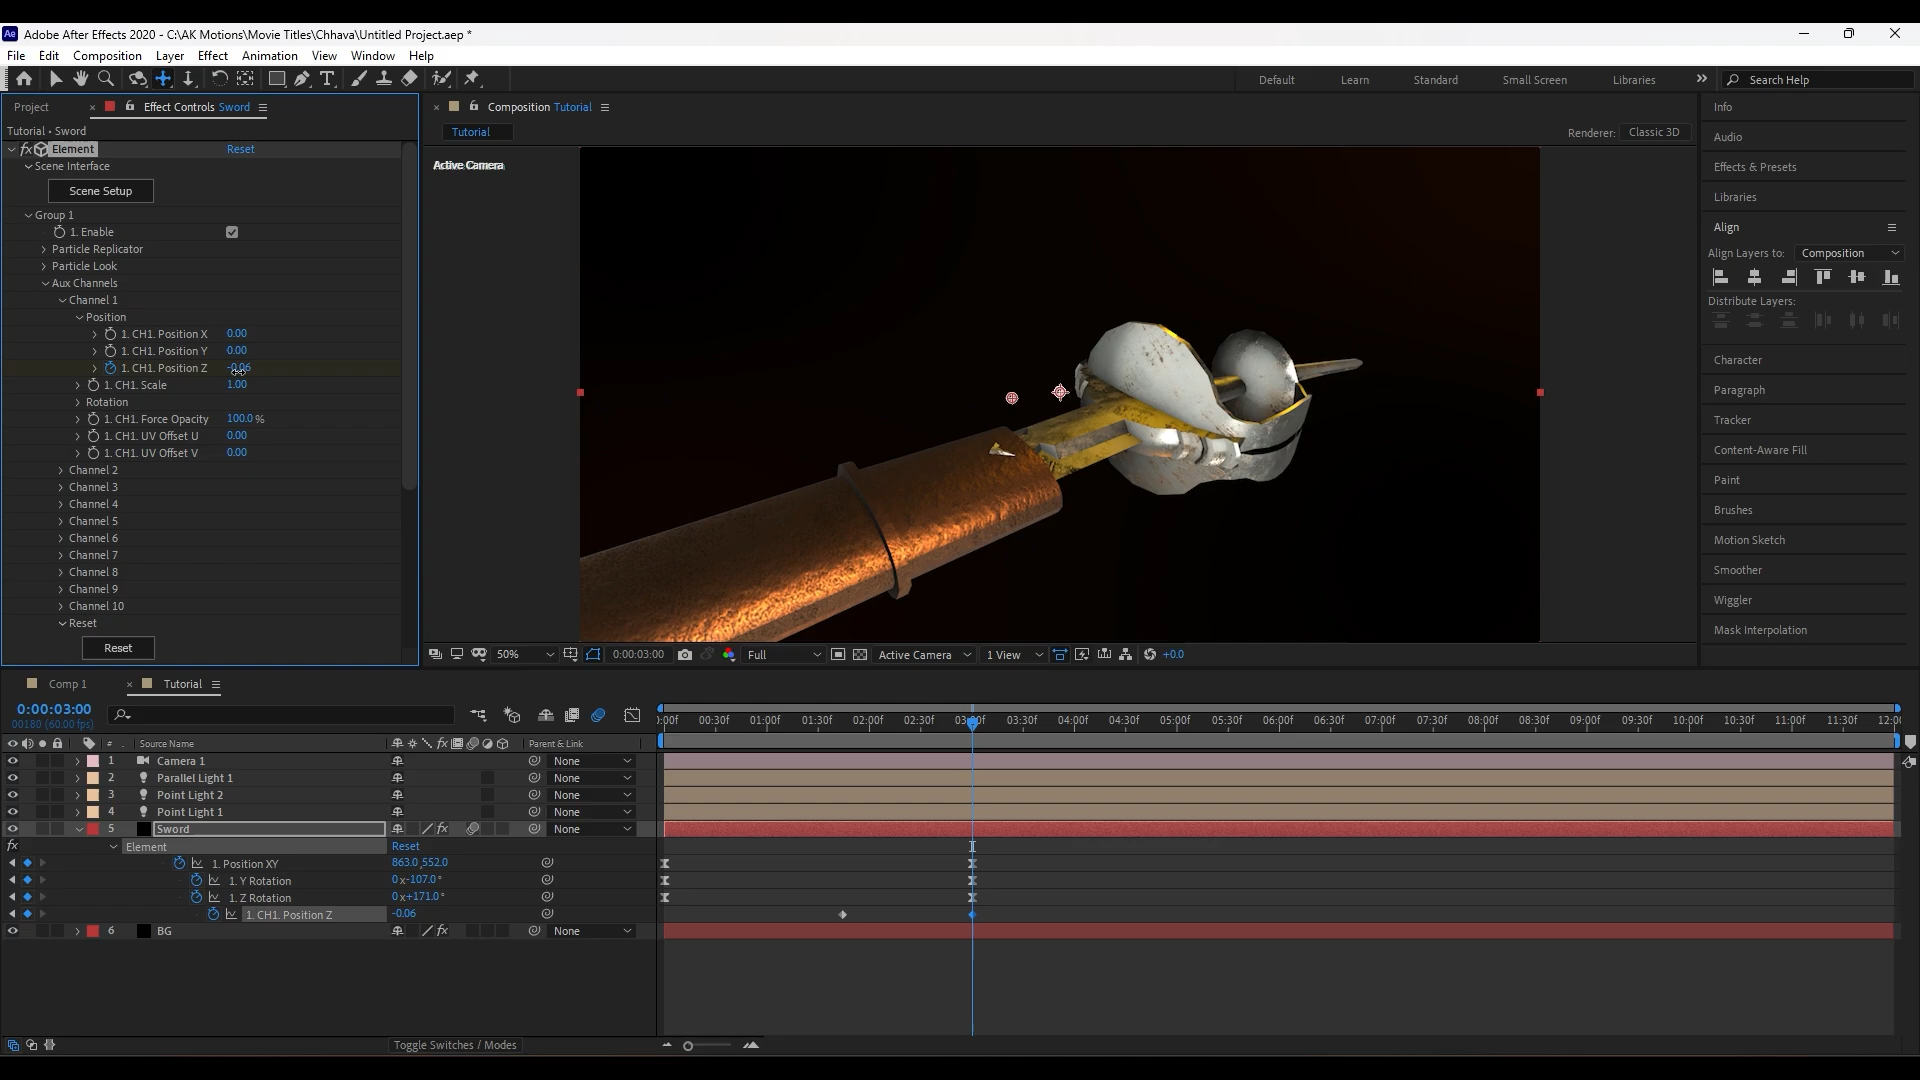 Ae Adobe After Effects 2020 - C:\AK Motions\Movie Titles\Chhava\Untitled Project.aep *
File Edit Composition Layer Effect Animation View Window Help
Default Learn Standard Small Screen Libraries Search Help
Project Effect Controls Sword
Tutorial • Sword
fx Element Reset
Scene Interface
Scene Setup
Group 1
1. Enable
Particle Replicator
Particle Look
Aux Channels
Channel 1
Position
1. CH1. Position X 0.00
1. CH1. Position Y 0.00
1. CH1. Position Z -0.06
1. CH1. Scale 1.00
Rotation
1. CH1. Force Opacity 100.0 %
1. CH1. UV Offset U 0.00
1. CH1. UV Offset V 0.00
Channel 2
Channel 3
Channel 4
Channel 5
Channel 6
Channel 7
Channel 8
Channel 9
Channel 10
Reset
Reset
Composition Tutorial
Tutorial
Renderer: Classic 3D
Active Camera
50% 0:00:03:00 Full Active Camera 1 View +0.0
Info
Audio
Effects & Presets
Libraries
Align
Align Layers to: Composition
Distribute Layers:
Character
Paragraph
Tracker
Content-Aware Fill
Paint
Brushes
Motion Sketch
Smoother
Wiggler
Mask Interpolation
Comp 1 Tutorial
0:00:03:00
00180 (60.00 fps)
:00f 00:30f 01:00f 01:30f 02:00f 02:30f 03:00f 03:30f 04:00f 04:30f 05:00f 05:30f 06:00f 06:30f 07:00f 07:30f 08:00f 08:30f 09:00f 09:30f 10:00f 10:30f 11:00f 11:30f 12:00
# Source Name fx Parent & Link
1 Camera 1 None
2 Parallel Light 1 None
3 Point Light 2 None
4 Point Light 1 None
5 Sword fx None
fx Element Reset
1. Position XY 863.0,552.0
1. Y Rotation 0x-107.0°
1. Z Rotation 0x+171.0°
1. CH1. Position Z -0.06
6 BG fx None
Toggle Switches / Modes